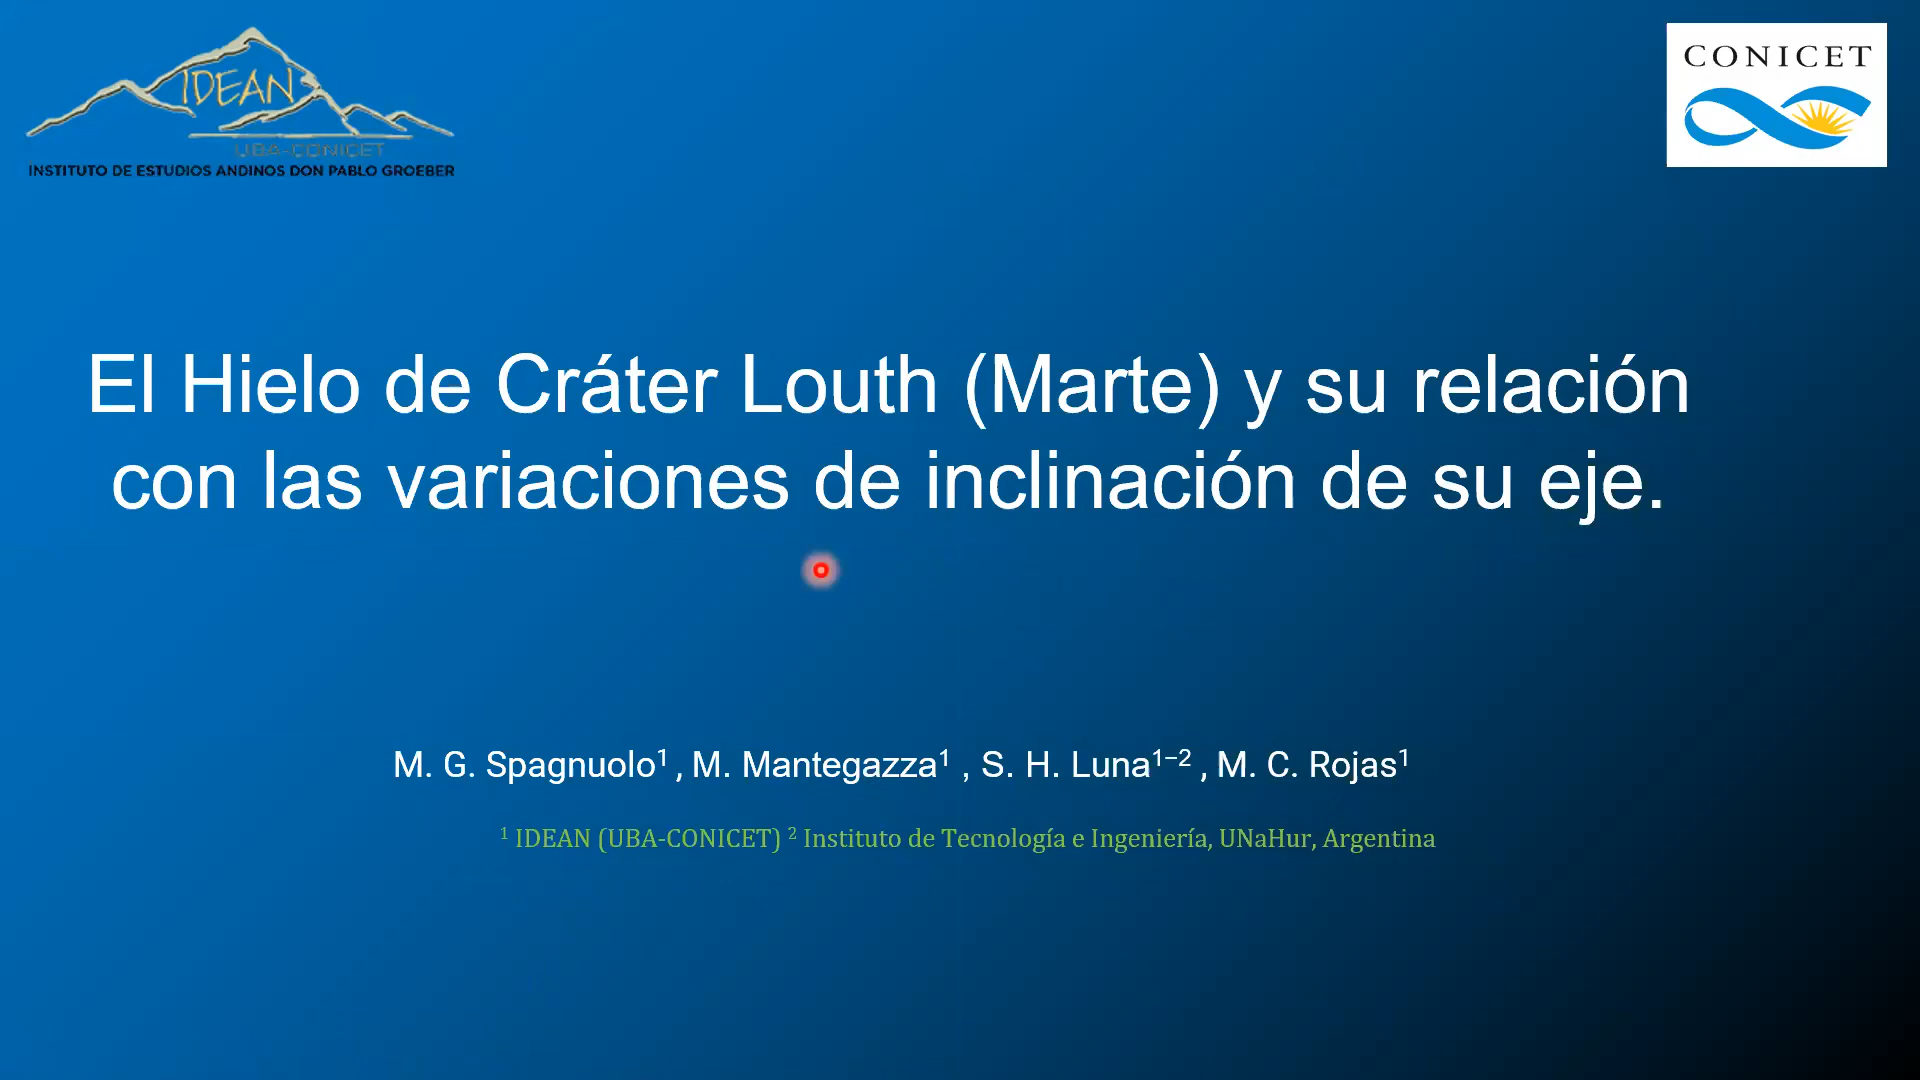 IDEAN
UBA-CONICET
INSTITUTO DE ESTUDIOS ANDINOS DON PABLO GROEBER
CONICET
El Hielo de Cráter Louth (Marte) y su relación
con las variaciones de inclinación de su eje.
M. G. Spagnuolo¹ , M. Mantegazza¹ , S. H. Luna¹⁻² , M. C. Rojas¹
¹ IDEAN (UBA-CONICET) ² Instituto de Tecnología e Ingeniería, UNaHur, Argentina